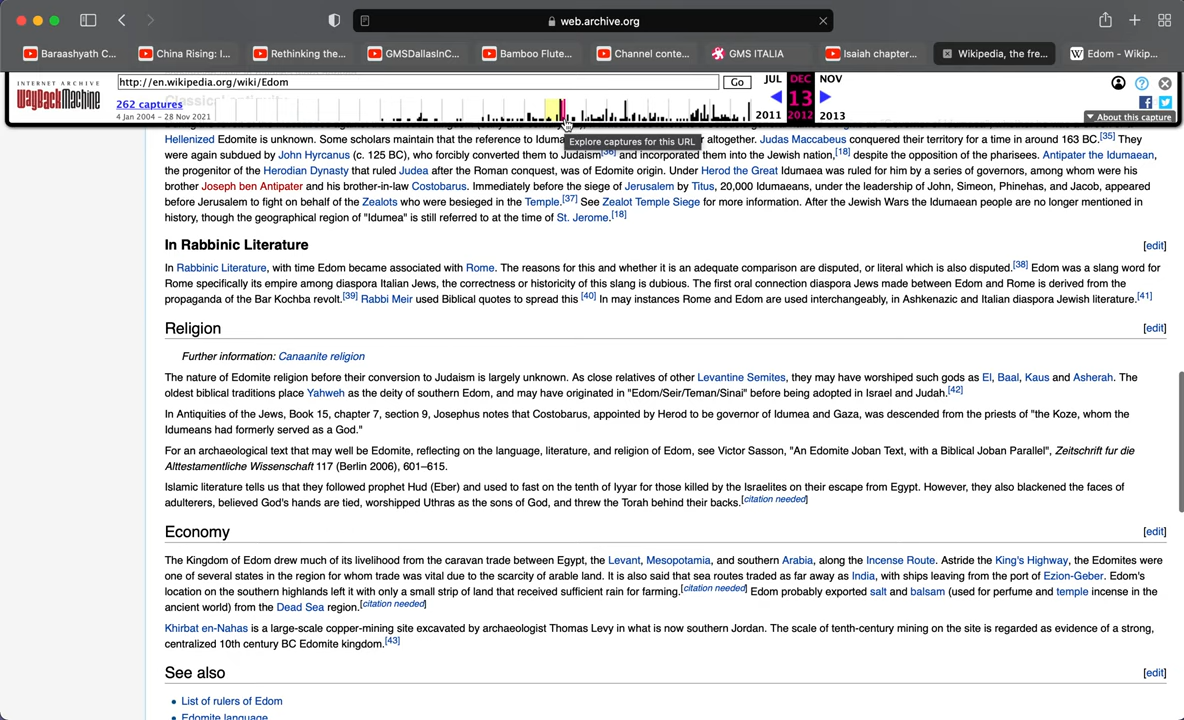 web.archive.org
Baraashyath C...
China Rising: I...
Rethinking the...
GMSDallasInC...
Bamboo Flute...
Channel conte...
GMS ITALIA
Isaiah chapter...
Wikipedia, the fre...
Edom - Wikip...
INTERNET ARCHIVE
WayBackMachine
http://en.wikipedia.org/wiki/Edom
Go
JUL DEC NOV
262 captures
13
4 Jan 2004 – 28 Nov 2021
2011 2012 2013
About this capture
Classical antiquity
Explore captures for this URL
Hellenized Edomite is unknown. Some scholars maintain that the reference to Iduma altogether. Judas Maccabeus conquered their territory for a time in around 163 BC.[35] They
were again subdued by John Hyrcanus (c. 125 BC), who forcibly converted them to Judaism[36] and incorporated them into the Jewish nation,[18] despite the opposition of the pharisees. Antipater the Idumaean,
the progenitor of the Herodian Dynasty that ruled Judea after the Roman conquest, was of Edomite origin. Under Herod the Great Idumaea was ruled for him by a series of governors, among whom were his
brother Joseph ben Antipater and his brother-in-law Costobarus. Immediately before the siege of Jerusalem by Titus, 20,000 Idumaeans, under the leadership of John, Simeon, Phinehas, and Jacob, appeared
before Jerusalem to fight on behalf of the Zealots who were besieged in the Temple.[37] See Zealot Temple Siege for more information. After the Jewish Wars the Idumaean people are no longer mentioned in
history, though the geographical region of "Idumea" is still referred to at the time of St. Jerome.[18]
In Rabbinic Literature [edit]
In Rabbinic Literature, with time Edom became associated with Rome. The reasons for this and whether it is an adequate comparison are disputed, or literal which is also disputed.[38] Edom was a slang word for
Rome specifically its empire among diaspora Italian Jews, the correctness or historicity of this slang is dubious. The first oral connection diaspora Jews made between Edom and Rome is derived from the
propaganda of the Bar Kochba revolt.[39] Rabbi Meir used Biblical quotes to spread this [40] In may instances Rome and Edom are used interchangeably, in Ashkenazic and Italian diaspora Jewish literature.[41]
Religion [edit]
Further information: Canaanite religion
The nature of Edomite religion before their conversion to Judaism is largely unknown. As close relatives of other Levantine Semites, they may have worshiped such gods as El, Baal, Kaus and Asherah. The
oldest biblical traditions place Yahweh as the deity of southern Edom, and may have originated in "Edom/Seir/Teman/Sinai" before being adopted in Israel and Judah.[42]
In Antiquities of the Jews, Book 15, chapter 7, section 9, Josephus notes that Costobarus, appointed by Herod to be governor of Idumea and Gaza, was descended from the priests of "the Koze, whom the
Idumeans had formerly served as a God."
For an archaeological text that may well be Edomite, reflecting on the language, literature, and religion of Edom, see Victor Sasson, "An Edomite Joban Text, with a Biblical Joban Parallel", Zeitschrift fur die
Alttestamentliche Wissenschaft 117 (Berlin 2006), 601–615.
Islamic literature tells us that they followed prophet Hud (Eber) and used to fast on the tenth of Iyyar for those killed by the Israelites on their escape from Egypt. However, they also blackened the faces of
adulterers, believed God's hands are tied, worshipped Uthras as the sons of God, and threw the Torah behind their backs.[citation needed]
Economy [edit]
The Kingdom of Edom drew much of its livelihood from the caravan trade between Egypt, the Levant, Mesopotamia, and southern Arabia, along the Incense Route. Astride the King's Highway, the Edomites were
one of several states in the region for whom trade was vital due to the scarcity of arable land. It is also said that sea routes traded as far away as India, with ships leaving from the port of Ezion-Geber. Edom's
location on the southern highlands left it with only a small strip of land that received sufficient rain for farming.[citation needed] Edom probably exported salt and balsam (used for perfume and temple incense in the
ancient world) from the Dead Sea region.[citation needed]
Khirbat en-Nahas is a large-scale copper-mining site excavated by archaeologist Thomas Levy in what is now southern Jordan. The scale of tenth-century mining on the site is regarded as evidence of a strong,
centralized 10th century BC Edomite kingdom.[43]
See also [edit]
List of rulers of Edom
Edomite language